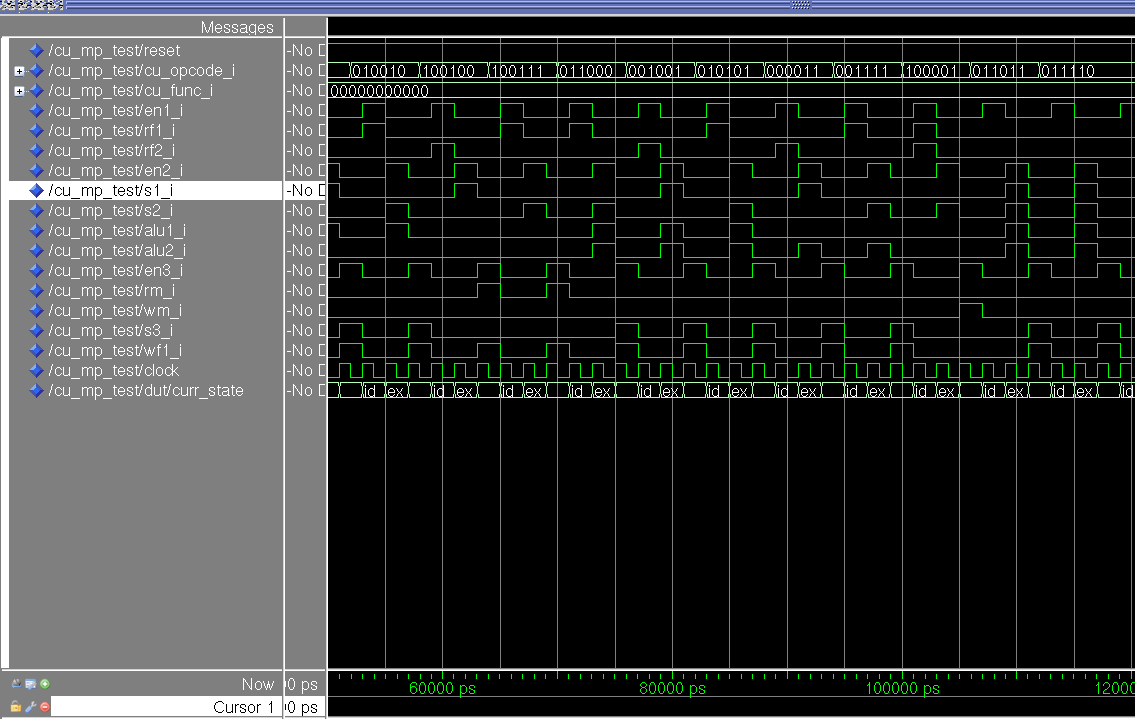 Messages
/cu_mp_test/reset -No D
/cu_mp_test/cu_opcode_i -No D 010010 100100 100111 011000 001001 010101 000011 001111 100001 011011 011110
/cu_mp_test/cu_func_i -No D 00000000000
/cu_mp_test/en1_i -No D
/cu_mp_test/rf1_i -No D
/cu_mp_test/rf2_i -No D
/cu_mp_test/en2_i -No D
/cu_mp_test/s1_i -No D
/cu_mp_test/s2_i -No D
/cu_mp_test/alu1_i -No D
/cu_mp_test/alu2_i -No D
/cu_mp_test/en3_i -No D
/cu_mp_test/rm_i -No D
/cu_mp_test/wm_i -No D
/cu_mp_test/s3_i -No D
/cu_mp_test/wf1_i -No D
/cu_mp_test/clock -No D
/cu_mp_test/dut/curr_state -No D id ex id ex id ex id ex id ex id ex id ex id ex id ex id ex id ex id
Now 0 ps 60000 ps 80000 ps 100000 ps 12000
Cursor 1 0 ps